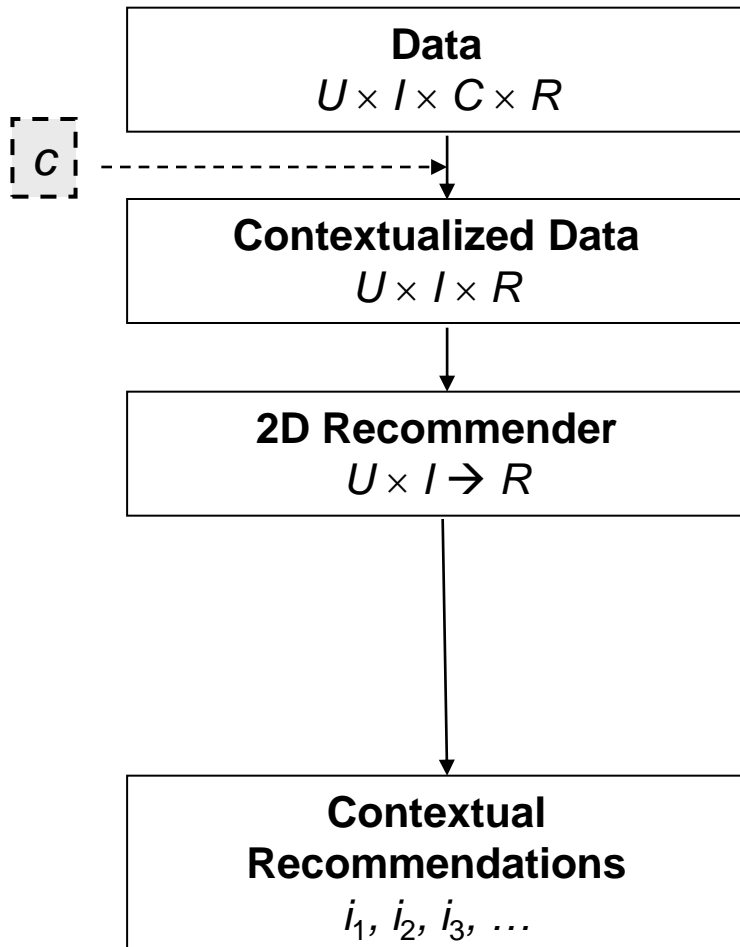 Data
U × I × C × R
c
Contextualized Data
U × I × R
2D Recommender
U × I → R
Contextual
Recommendations
i₁, i₂, i₃, …